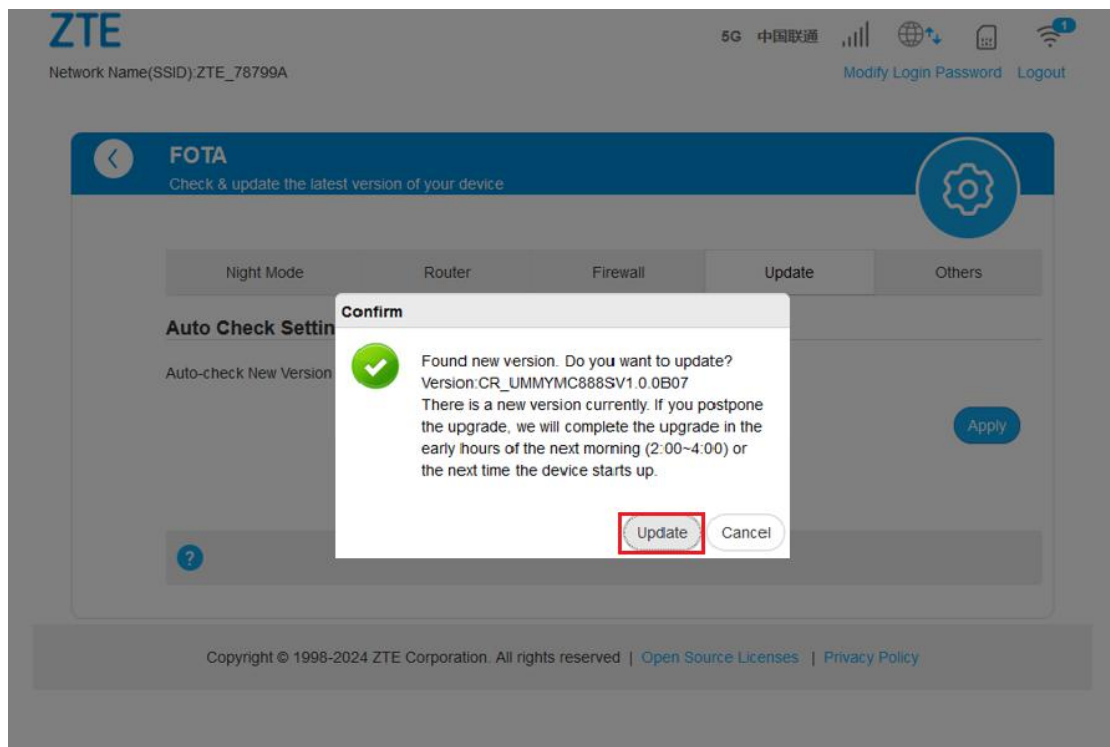 ZTE
5G 中国联通
1
Network Name(SSID):ZTE_78799A
Modify Login Password Logout
FOTA
Check & update the latest version of your device
Night Mode Router Firewall Update Others
Confirm
Auto Check Settin
Found new version. Do you want to update?
Auto-check New Version
Version:CR_UMMYMC888SV1.0.0B07
There is a new version currently. If you postpone
the upgrade, we will complete the upgrade in the
early hours of the next morning (2:00~4:00) or
the next time the device starts up.
Apply
Update Cancel
?
Copyright © 1998-2024 ZTE Corporation. All rights reserved | Open Source Licenses | Privacy Policy